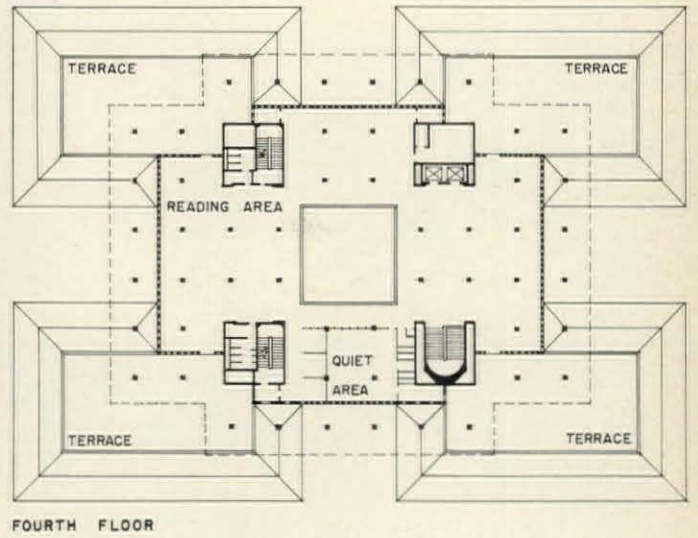 TERRACE
TERRACE
READING AREA
QUIET
AREA
TERRACE
TERRACE
FOURTH FLOOR